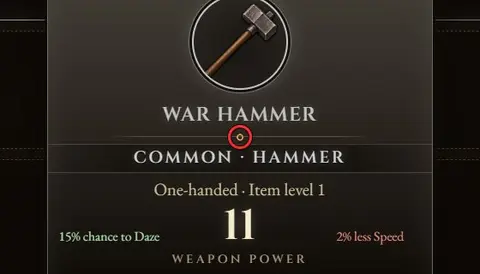 WAR HAMMER
COMMON · HAMMER
One-handed · Item level 1
11
15% chance to Daze
2% less Speed
WEAPON POWER